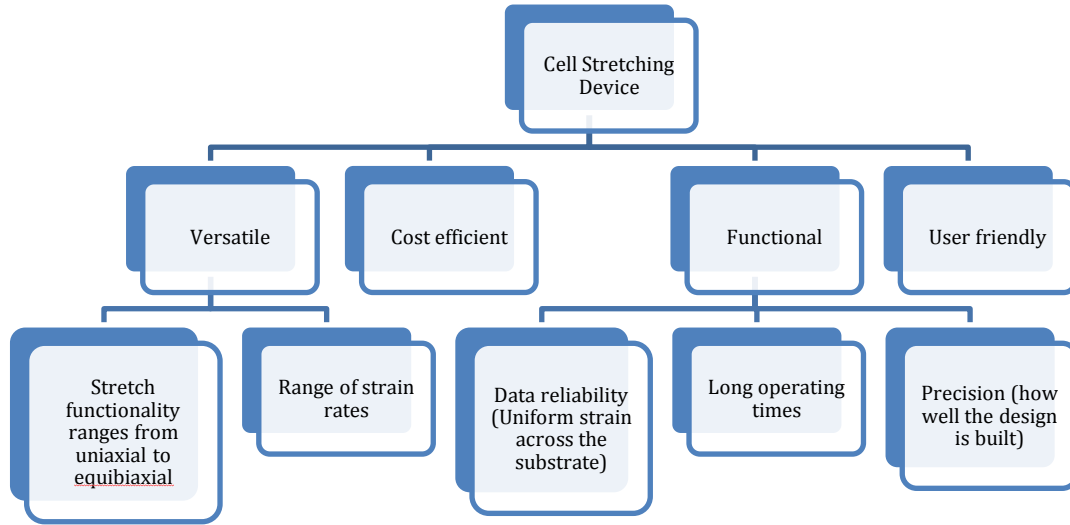 Cell Stretching
Device
Versatile
Cost efficient
Functional
User friendly
Stretch
functionality
ranges from
uniaxial to
equibiaxial
Range of strain
rates
Data reliability
(Uniform strain
across the
substrate)
Long operating
times
Precision (how
well the design
is built)